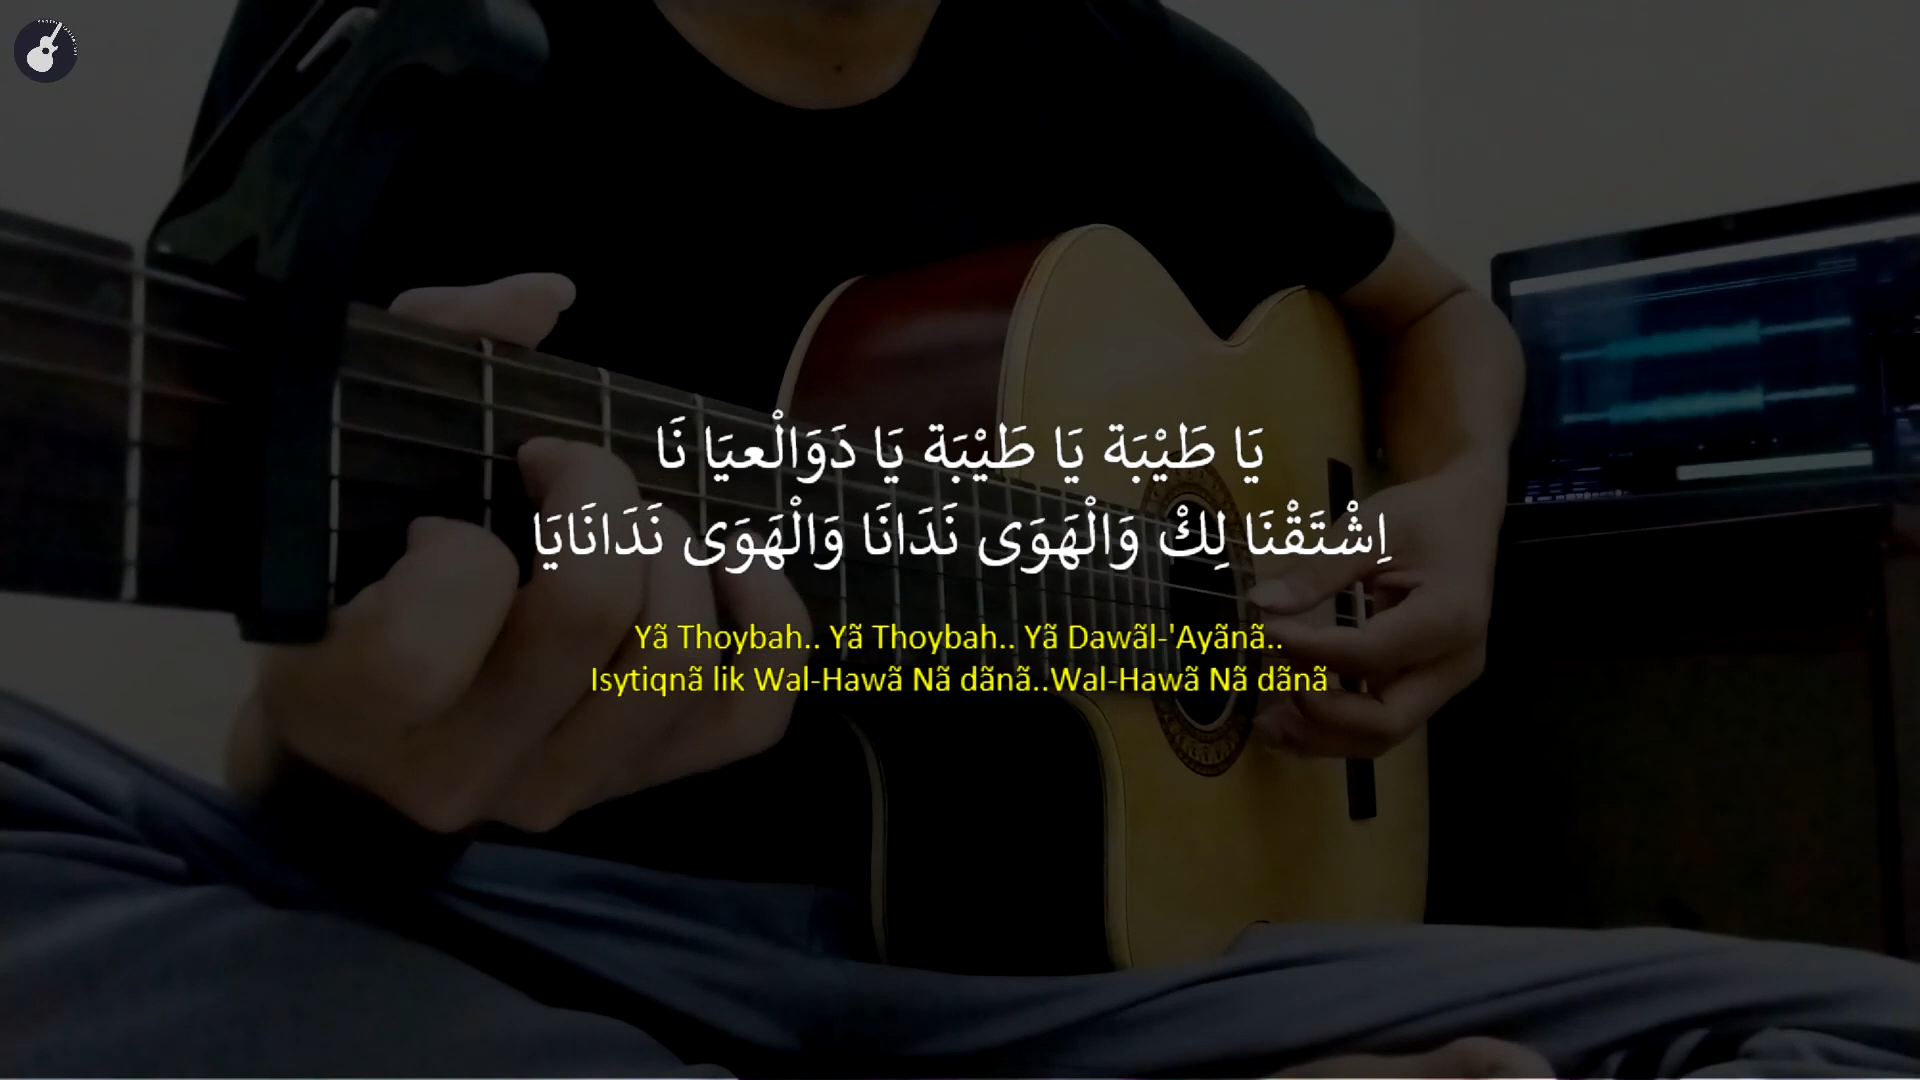 يَا طَيْبَة يَا طَيْبَة يَا دَوَالْعيَا نَا
اِشْتَقْنَا لِكْ وَالْهَوَى نَدَانَا وَالْهَوَى نَدَانَايَا
Yã Thoybah.. Yã Thoybah.. Yã Dawãl-'Ayãnã..
Isytiqnã lik Wal-Hawã Nã dãnã..Wal-Hawã Nã dãnã